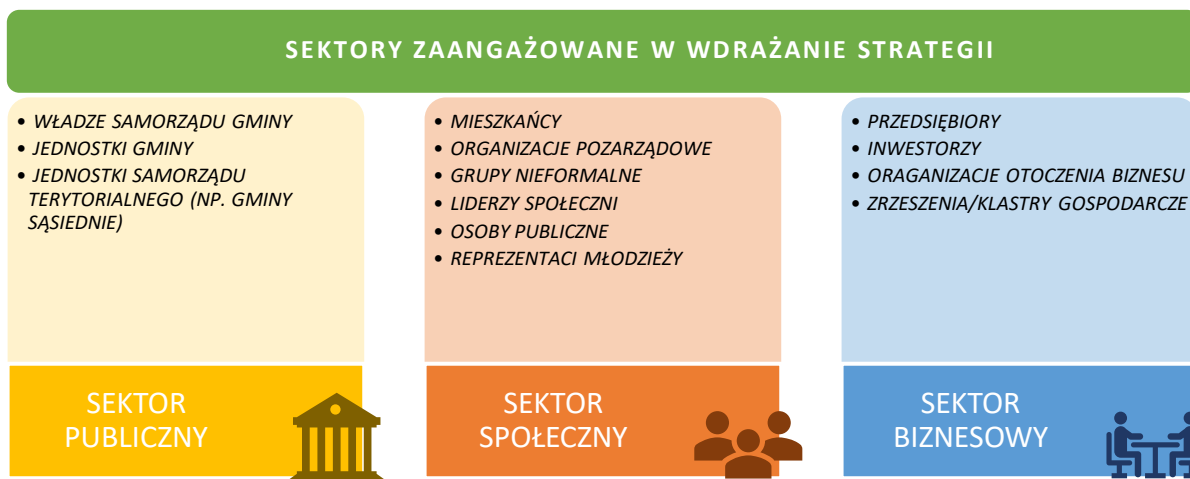 SEKTORY ZAANGAŻOWANE W WDRAŻANIE STRATEGII
• WŁADZE SAMORZĄDU GMINY
• JEDNOSTKI GMINY
• JEDNOSTKI SAMORZĄDU
TERYTORIALNEGO (NP. GMINY
SĄSIEDNIE)
SEKTOR
PUBLICZNY
• MIESZKAŃCY
• ORGANIZACJE POZARZĄDOWE
• GRUPY NIEFORMALNE
• LIDERZY SPOŁECZNI
• OSOBY PUBLICZNE
• REPREZENTACI MŁODZIEŻY
SEKTOR
SPOŁECZNY
• PRZEDSIĘBIORY
• INWESTORZY
• ORAGANIZACJE OTOCZENIA BIZNESU
• ZRZESZENIA/KLASTRY GOSPODARCZE
SEKTOR
BIZNESOWY